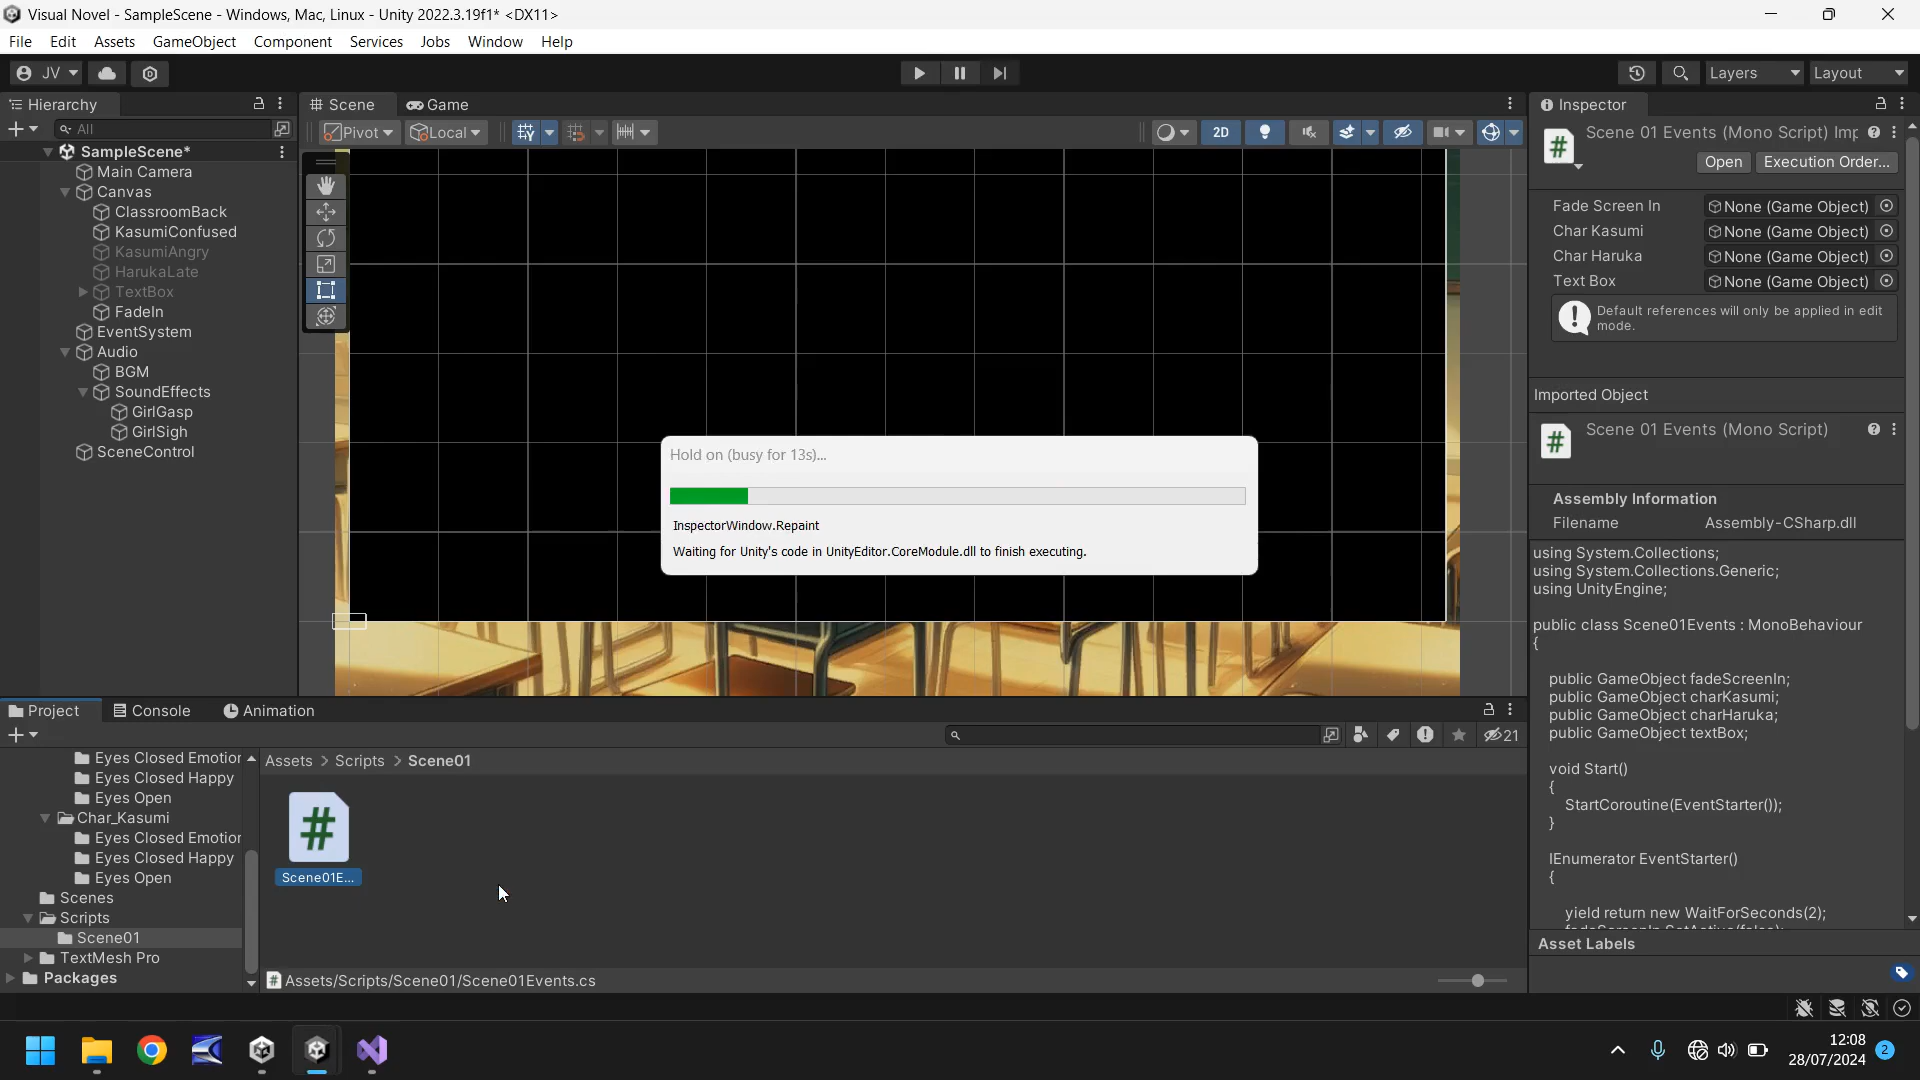 Visual Novel - SampleScene - Windows, Mac, Linux - Unity 2022.3.19f1* <DX11>
File Edit Assets GameObject Component Services Jobs Window Help
JV
Layers
Layout
Hierarchy
All
SampleScene*
Main Camera
Canvas
ClassroomBack
KasumiConfused
KasumiAngry
HarukaLate
TextBox
FadeIn
EventSystem
Audio
BGM
SoundEffects
GirlGasp
GirlSigh
SceneControl
Scene Game
Pivot Local 2D
Hold on (busy for 13s)...
InspectorWindow.Repaint
Waiting for Unity's code in UnityEditor.CoreModule.dll to finish executing.
Inspector
Scene 01 Events (Mono Script) Imp
Open Execution Order...
Fade Screen In None (Game Object)
Char Kasumi None (Game Object)
Char Haruka None (Game Object)
Text Box None (Game Object)
Default references will only be applied in edit
mode.
Imported Object
Scene 01 Events (Mono Script)
Assembly Information
Filename Assembly-CSharp.dll
using System.Collections;
using System.Collections.Generic;
using UnityEngine;
public class Scene01Events : MonoBehaviour
{
public GameObject fadeScreenIn;
public GameObject charKasumi;
public GameObject charHaruka;
public GameObject textBox;
void Start()
{
StartCoroutine(EventStarter());
}
IEnumerator EventStarter()
{
yield return new WaitForSeconds(2);
Asset Labels
Project Console Animation
21
Eyes Closed Emotion
Eyes Closed Happy
Eyes Open
Char_Kasumi
Eyes Closed Emotion
Eyes Closed Happy
Eyes Open
Scenes
Scripts
Scene01
TextMesh Pro
Packages
Assets > Scripts > Scene01
Scene01E...
Assets/Scripts/Scene01/Scene01Events.cs
12:08
28/07/2024
2